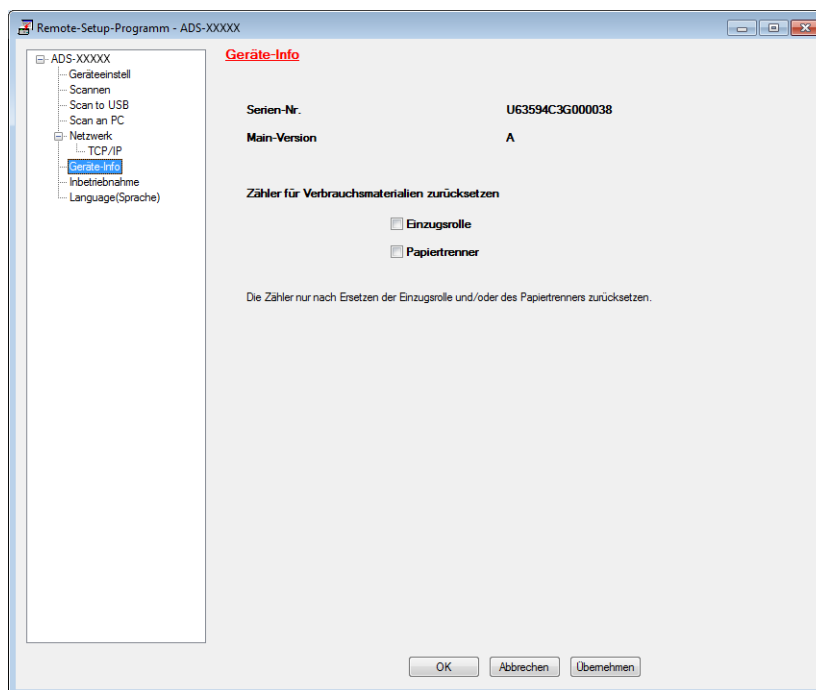 Remote-Setup-Programm - ADS-XXXXX
ADS-XXXXX
Geräteeinstell
Scannen
Scan to USB
Scan an PC
Netzwerk
TCP/IP
Geräte-Info
Inbetriebnahme
Language(Sprache)
Geräte-Info
Serien-Nr. U63594C3G000038
Main-Version A
Zähler für Verbrauchsmaterialien zurücksetzen
Einzugsrolle
Papiertrenner
Die Zähler nur nach Ersetzen der Einzugsrolle und/oder des Papiertrenners zurücksetzen.
OK Abbrechen Übernehmen